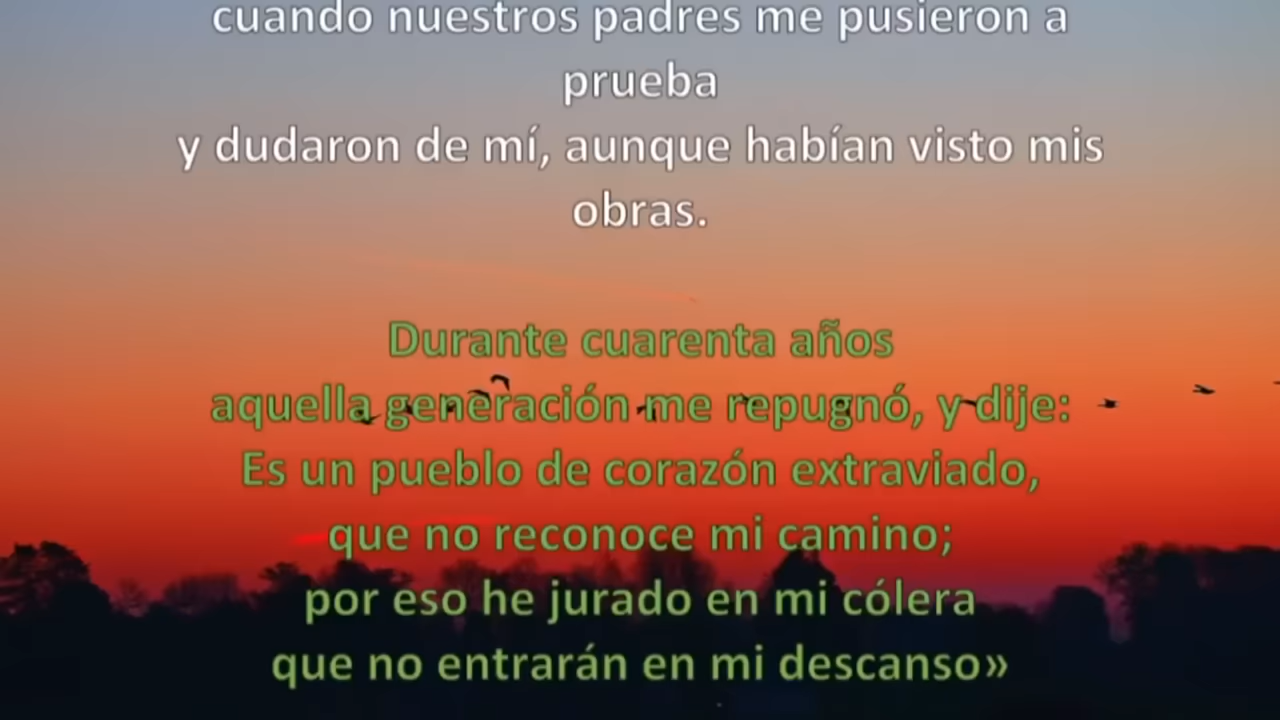 cuando nuestros padres me pusieron a
prueba
y dudaron de mí, aunque habían visto mis
obras.
Durante cuarenta años
aquella generación me repugnó, y dije:
Es un pueblo de corazón extraviado,
que no reconoce mi camino;
por eso he jurado en mi cólera
que no entrarán en mi descanso»